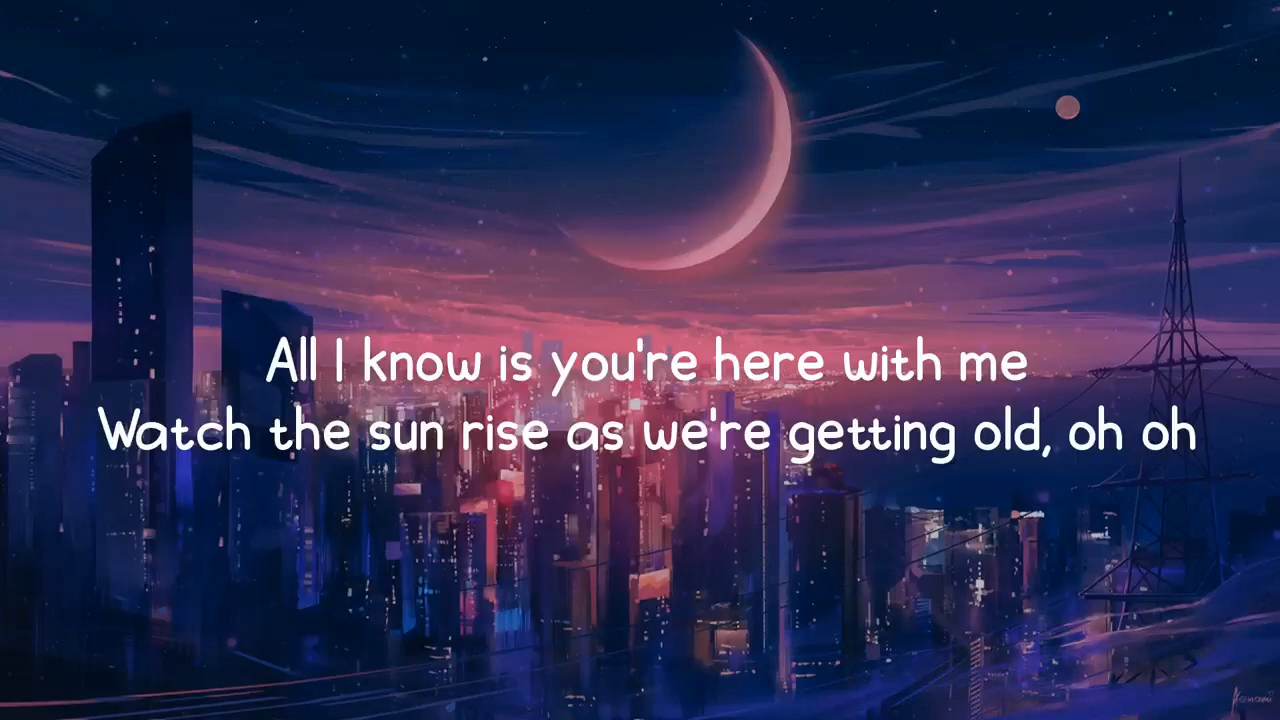 All I know is you're here with me
Watch the sun rise as we're getting old, oh oh